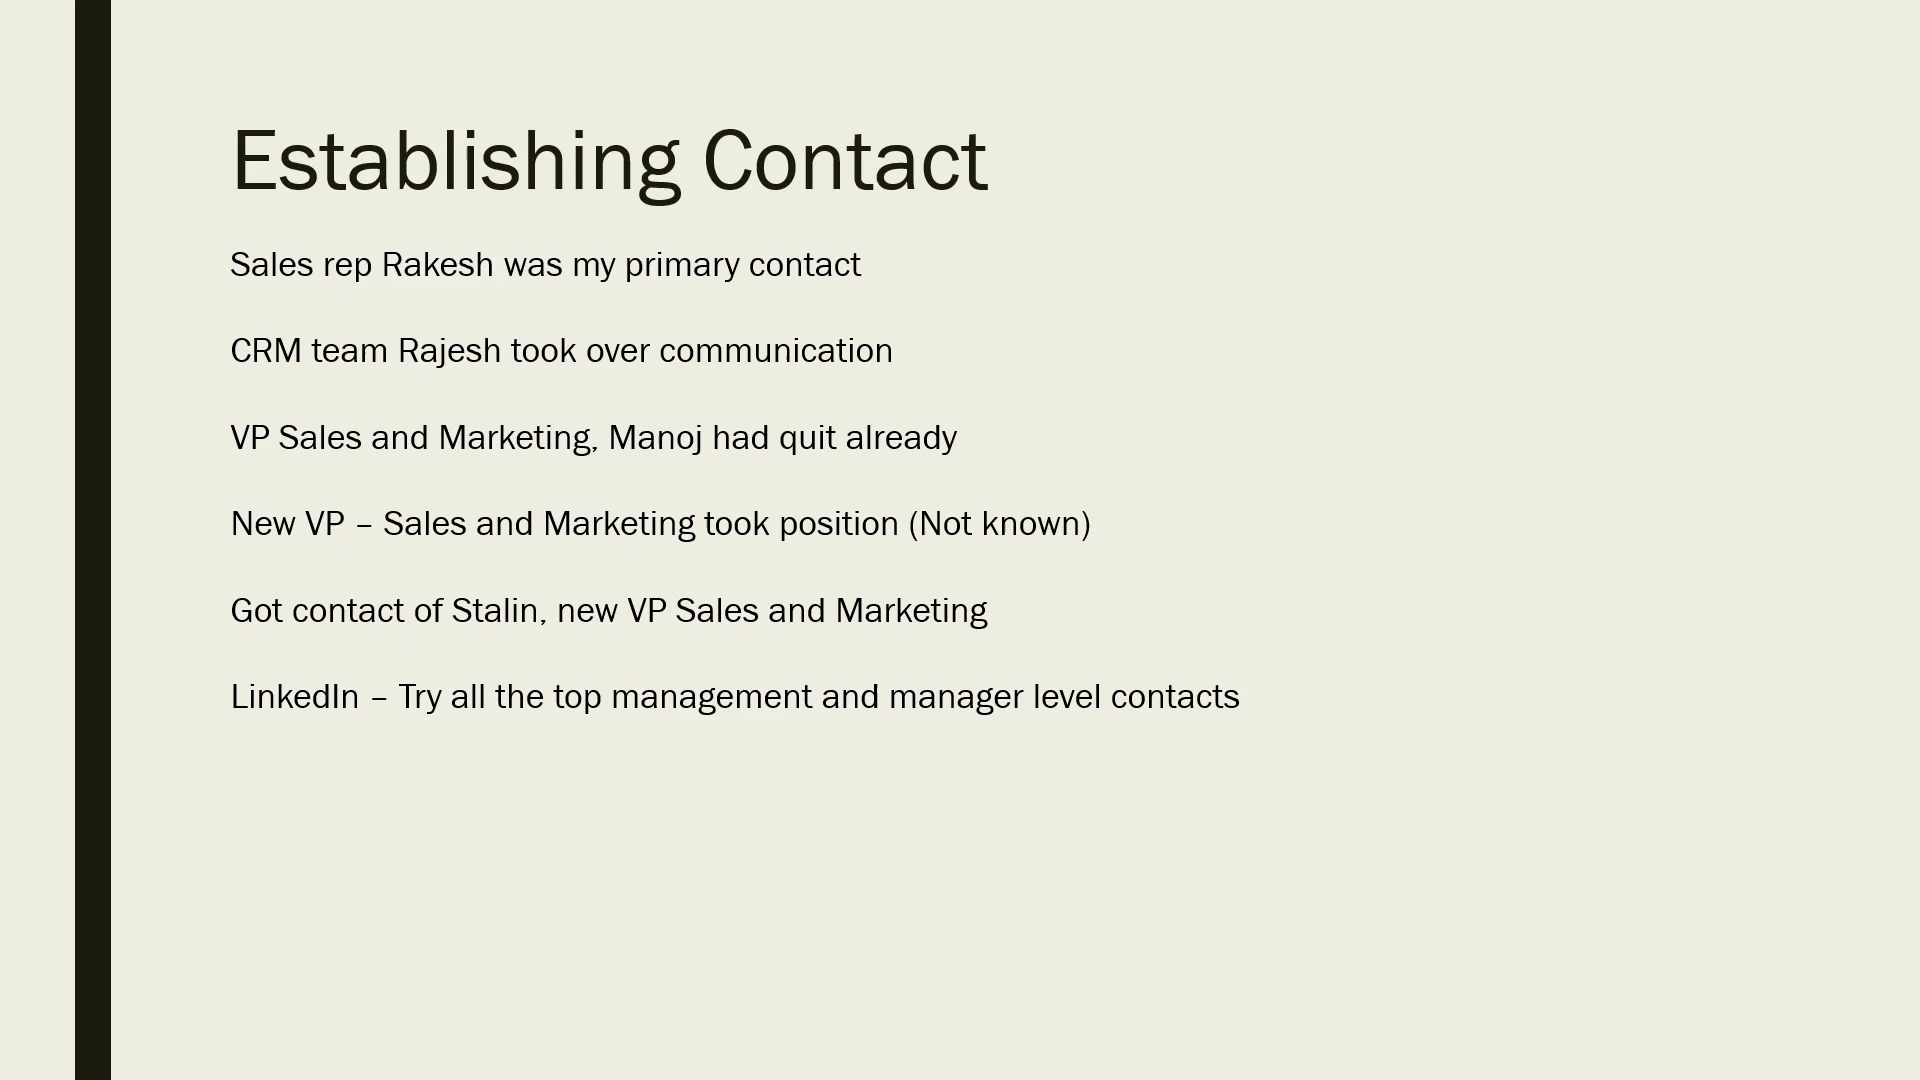 Establishing Contact
Sales rep Rakesh was my primary contact
CRM team Rajesh took over communication
VP Sales and Marketing, Manoj had quit already
New VP – Sales and Marketing took position (Not known)
Got contact of Stalin, new VP Sales and Marketing
LinkedIn – Try all the top management and manager level contacts